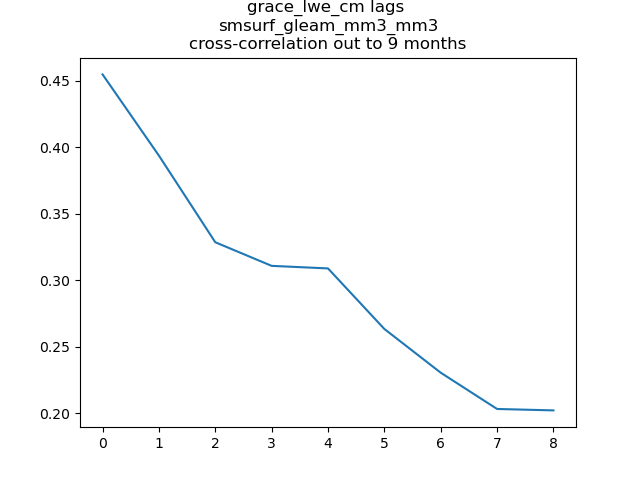 grace_lwe_cm lags
smsurf_gleam_mm3_mm3
cross-correlation out to 9 months
0.45
0.40
0.35
0.30
0.25
0.20
0 1 2 3 4 5 6 7 8